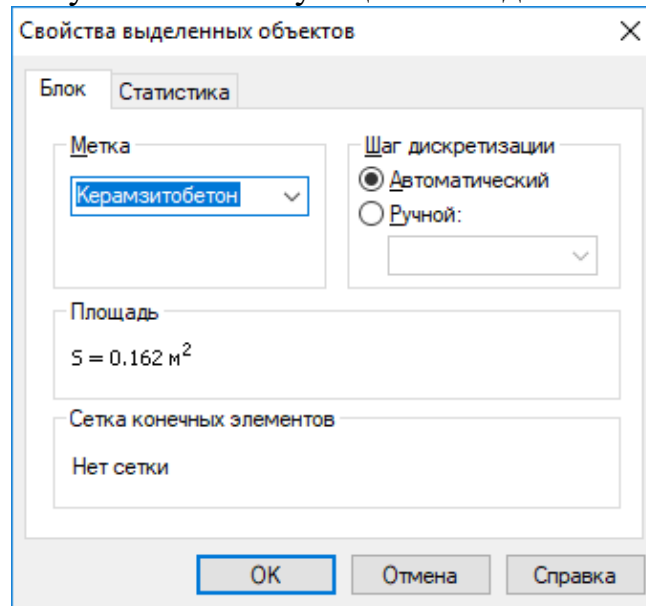 Свойства выделенных объектов
Блок Статистика
Метка Шаг дискретизации
Керамзитобетон Автоматический
Ручной:
Площадь
S = 0.162 м²
Сетка конечных элементов
Нет сетки
OK Отмена Справка